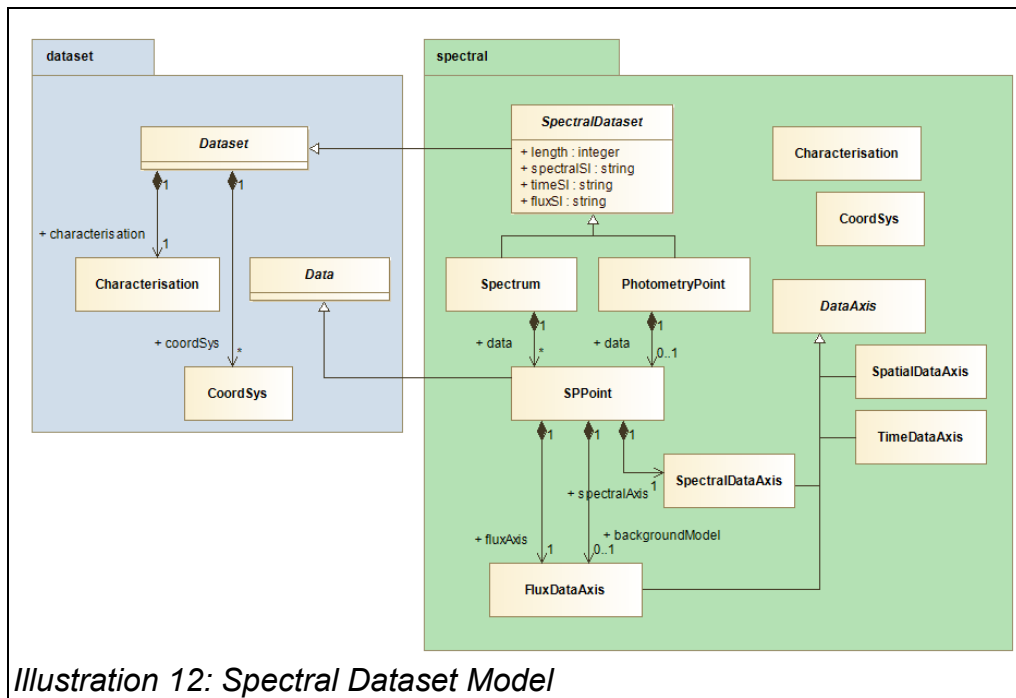 dataset
spectral
SpectralDataset
+ length : integer
+ spectralSI : string
+ timeSI : string
+ fluxSI : string
Dataset
1
1
+ characterisation
1
Characterisation
+ coordSys
*
CoordSys
Data
Characterisation
CoordSys
Spectrum
1
+ data
*
PhotometryPoint
1
+ data
0..1
DataAxis
SpatialDataAxis
TimeDataAxis
SPPoint
1
1
1
+ spectralAxis
1
SpectralDataAxis
+ fluxAxis
1
+ backgroundModel
0..1
FluxDataAxis
Illustration 12: Spectral Dataset Model